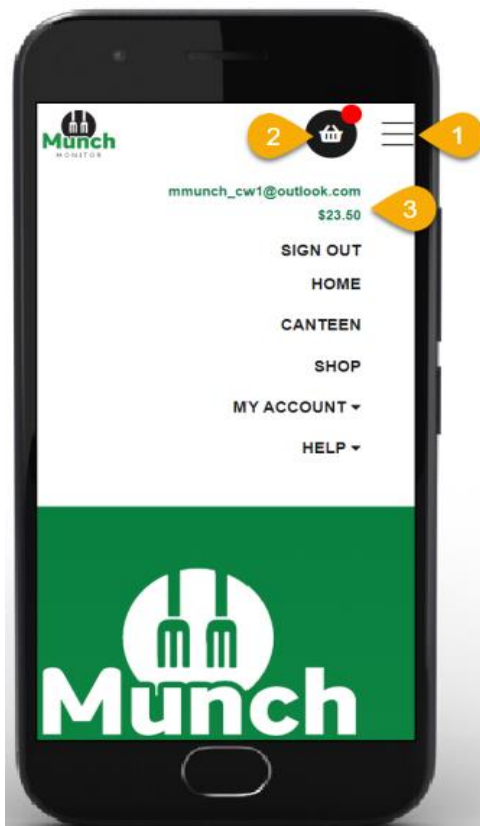 Munch
MONITOR
2
1
mmunch_cw1@outlook.com
$23.50
3
SIGN OUT
HOME
CANTEEN
SHOP
MY ACCOUNT
HELP
Munch